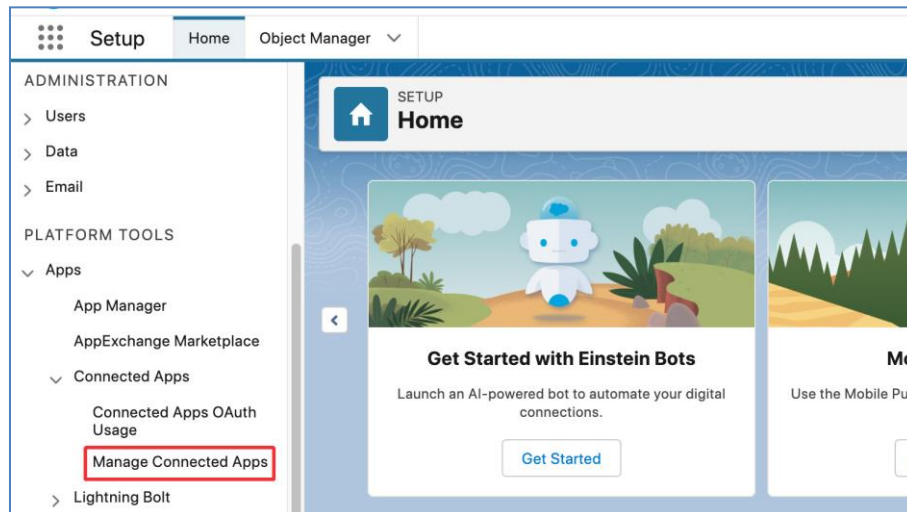 Setup
Home
Object Manager
ADMINISTRATION
Users
Data
Email
PLATFORM TOOLS
Apps
App Manager
AppExchange Marketplace
Connected Apps
Connected Apps OAuth
Usage
Manage Connected Apps
Lightning Bolt
SETUP
Home
Get Started with Einstein Bots
Launch an AI-powered bot to automate your digital
connections.
Get Started
Use the Mobile